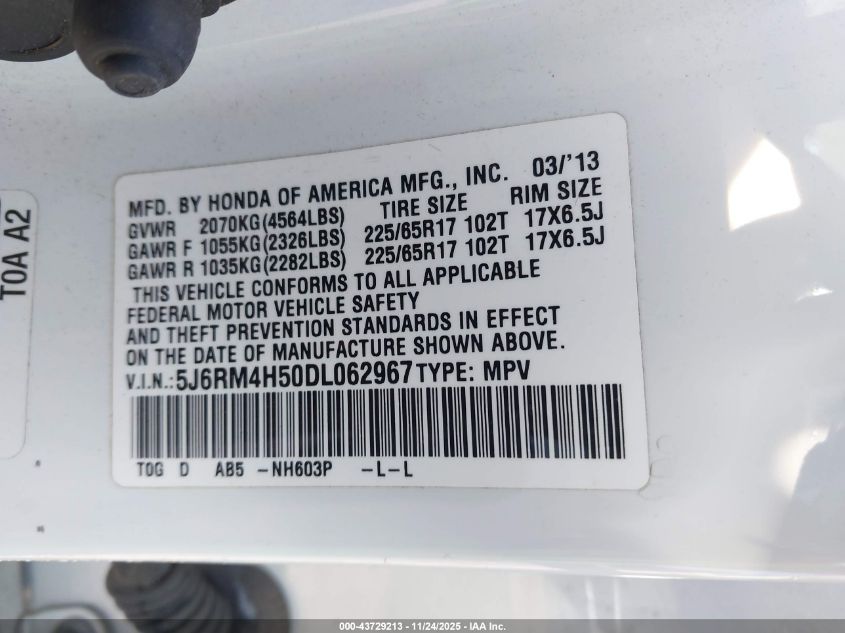 MFD. BY HONDA OF AMERICA MFG., INC. 03/'13
GVWR 2070KG(4564LBS) TIRE SIZE RIM SIZE
GAWR F 1055KG(2326LBS) 225/65R17 102T 17X6.5J
GAWR R 1035KG(2282LBS) 225/65R17 102T 17X6.5J
THIS VEHICLE CONFORMS TO ALL APPLICABLE
FEDERAL MOTOR VEHICLE SAFETY
AND THEFT PREVENTION STANDARDS IN EFFECT
ON THE DATE OF MANUFACTURE SHOWN ABOVE.
V.I.N.: 5J6RM4H50DL062967 TYPE: MPV
T0G D AB5 -NH603P -L-L
T0A A2
000-43729213 - 11/24/2025 - IAA Inc.